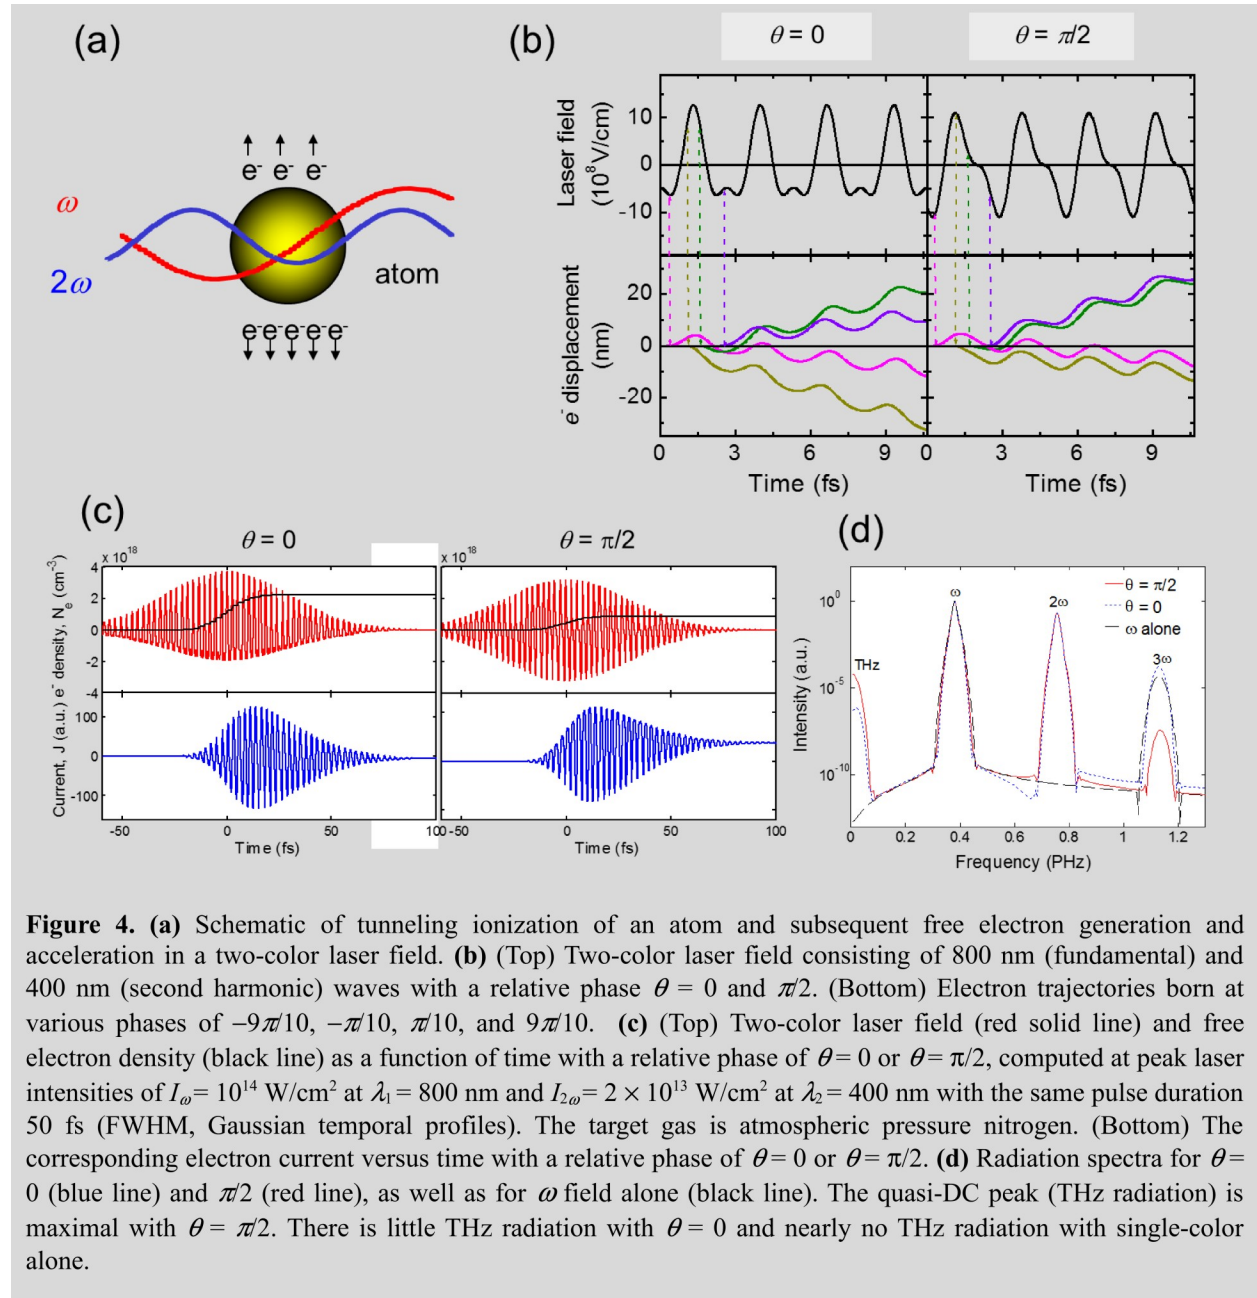 (a)
e⁻ e⁻ e⁻
ω
2ω
atom
e⁻ e⁻ e⁻ e⁻ e⁻
(b)
θ = 0
θ = π/2
Laser field
(10⁸V/cm)
10
0
-10
e⁻ displacement
(nm)
20
0
-20
0 3 6 9 0 3 6 9
Time (fs) Time (fs)
(c)
θ = 0
θ = π/2
x 10¹⁸
x 10¹⁸
e⁻ density, Nₑ (cm⁻³)
4
2
0
-2
-4
Current, J (a.u.)
100
0
-100
-50 0 50 100 -50 0 50 100
Time (fs) Time (fs)
(d)
Intensity (a.u.)
10⁰
10⁻⁵
10⁻¹⁰
THz
ω
2ω
3ω
θ = π/2
θ = 0
ω alone
0 0.2 0.4 0.6 0.8 1 1.2
Frequency (PHz)
Figure 4. (a) Schematic of tunneling ionization of an atom and subsequent free electron generation and
acceleration in a two-color laser field. (b) (Top) Two-color laser field consisting of 800 nm (fundamental) and
400 nm (second harmonic) waves with a relative phase θ = 0 and π/2. (Bottom) Electron trajectories born at
various phases of −9π/10, −π/10, π/10, and 9π/10. (c) (Top) Two-color laser field (red solid line) and free
electron density (black line) as a function of time with a relative phase of θ = 0 or θ = π/2, computed at peak laser
intensities of Iω = 10¹⁴ W/cm² at λ₁ = 800 nm and I₂ω = 2 × 10¹³ W/cm² at λ₂ = 400 nm with the same pulse duration
50 fs (FWHM, Gaussian temporal profiles). The target gas is atmospheric pressure nitrogen. (Bottom) The
corresponding electron current versus time with a relative phase of θ = 0 or θ = π/2. (d) Radiation spectra for θ =
0 (blue line) and π/2 (red line), as well as for ω field alone (black line). The quasi-DC peak (THz radiation) is
maximal with θ = π/2. There is little THz radiation with θ = 0 and nearly no THz radiation with single-color
alone.